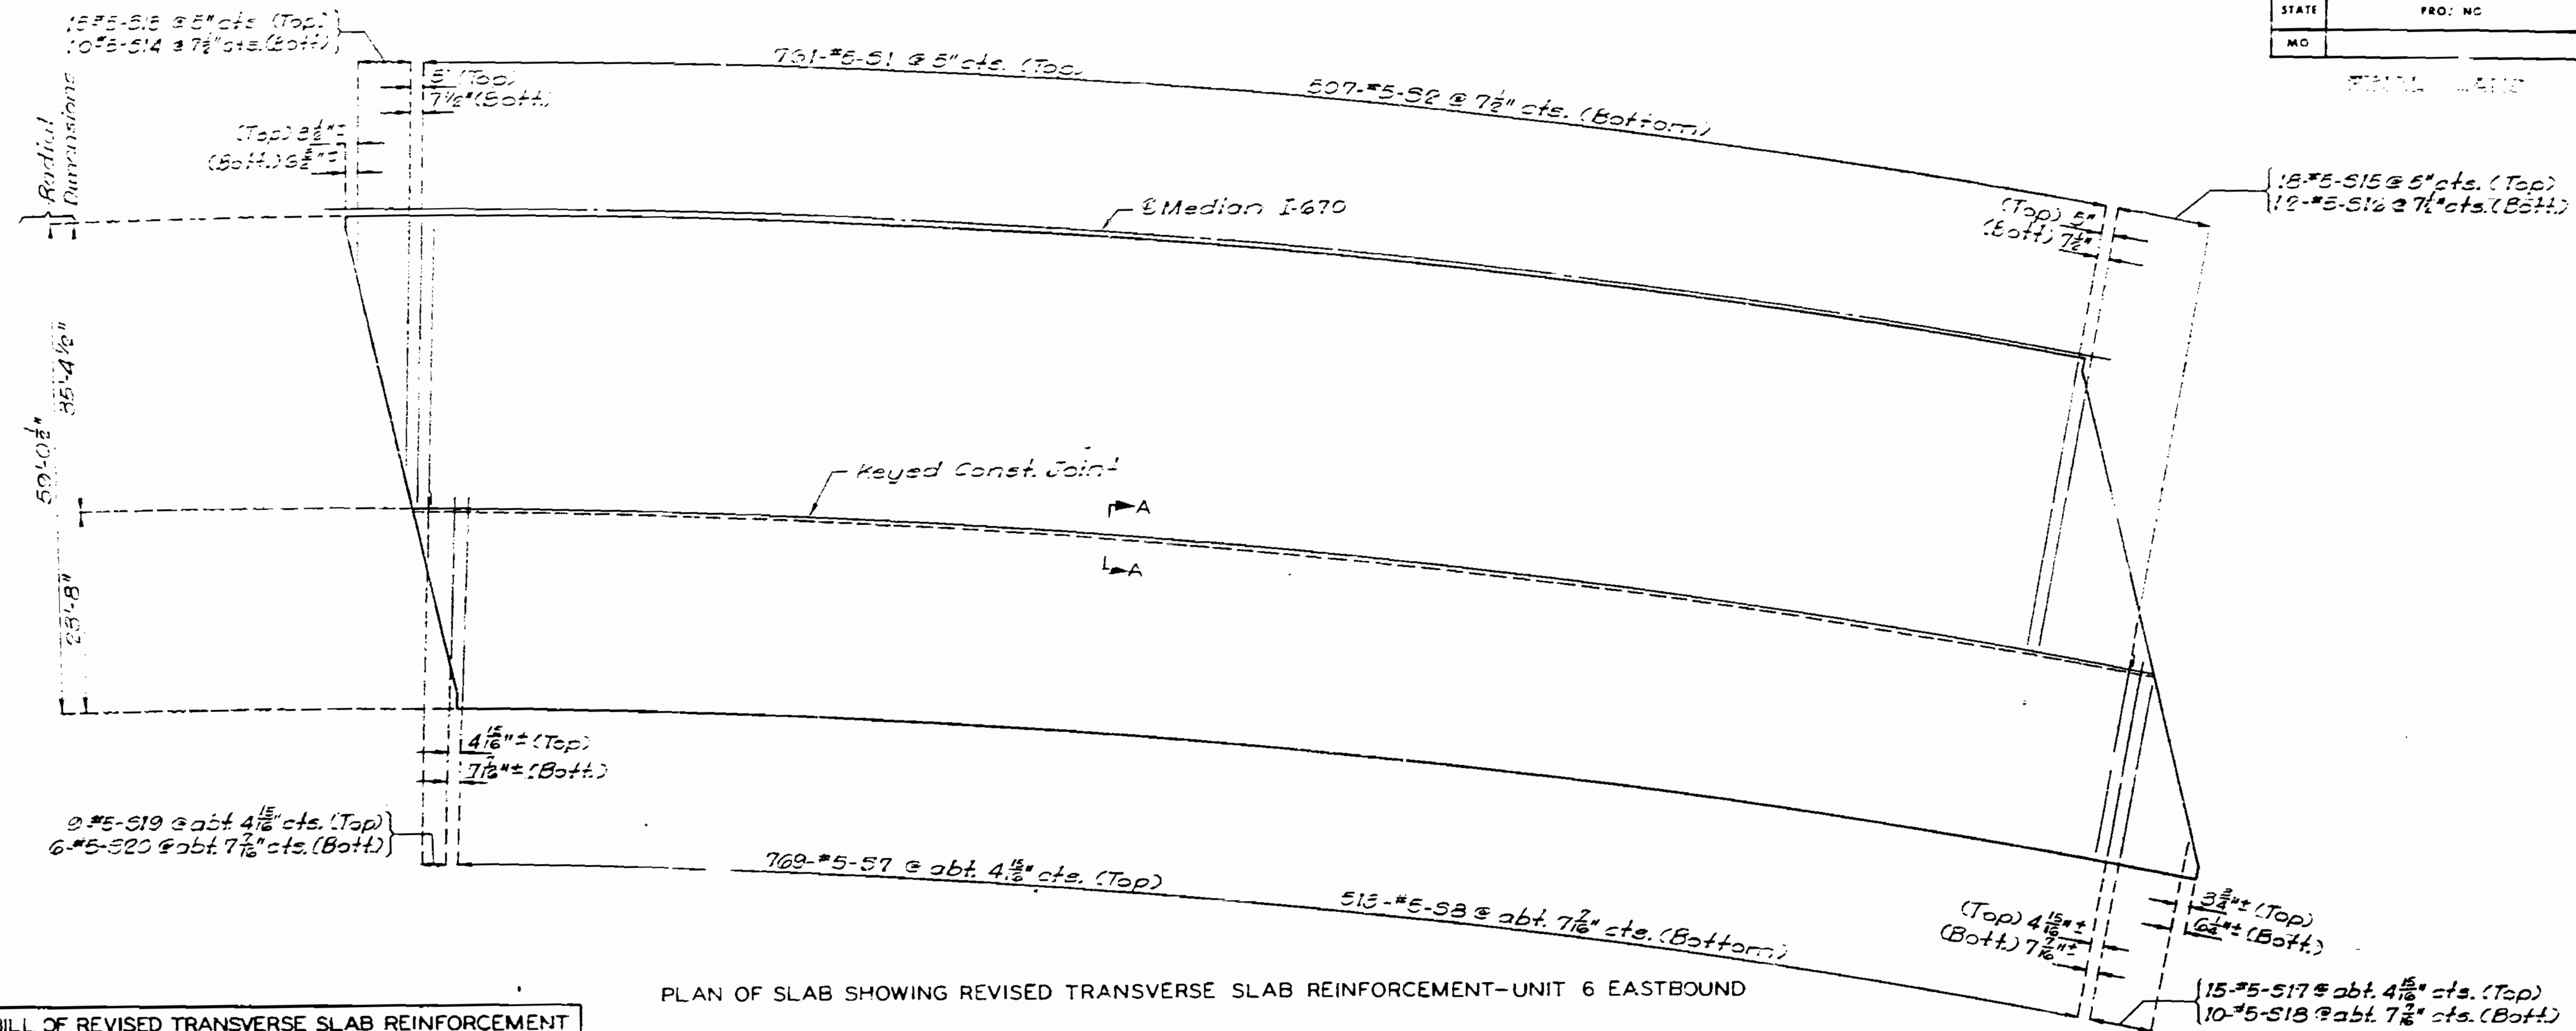 STATE PROJ NO
MO
@ 5" cts (Top)
10-#5-S14 @ 7½" cts. (Bott)
5" (Top)
7½" (Bott)
(Top) 8½"±
(Bott.)
Radial
Dimensions
761-#5-S1 @ 5" cts. (Top
507-#5-S2 @ 7½" cts. (Bottom)
18-#5-S15 @ 5" cts. (Top)
12-#5-S16 @ 7½" cts. (Bott)
(Top) 5"
(Bott) 7½"
℄ Median I-670
59'-0½"
35'-4½"
23'-8"
Keyed Const. Joint
A
A
4 15/16"± (Top)
7 7/16"± (Bott)
9-#5-S19 @ abt. 4 15/16" cts. (Top)
6-#5-S20 @ abt. 7 7/16" cts. (Bott)
769-#5-S7 @ abt. 4 15/16" cts. (Top)
513-#5-S8 @ abt. 7 7/16" cts. (Bottom)
(Top) 4 15/16"±
(Bott) 7 7/16"±
3¾"± (Top)
6¼"± (Bott.)
15-#5-S17 @ abt. 4 15/16" cts. (Top)
10-#5-S18 @ abt. 7 7/16" cts. (Bott)
PLAN OF SLAB SHOWING REVISED TRANSVERSE SLAB REINFORCEMENT-UNIT 6 EASTBOUND
BILL OF REVISED TRANSVERSE SLAB REINFORCEMENT